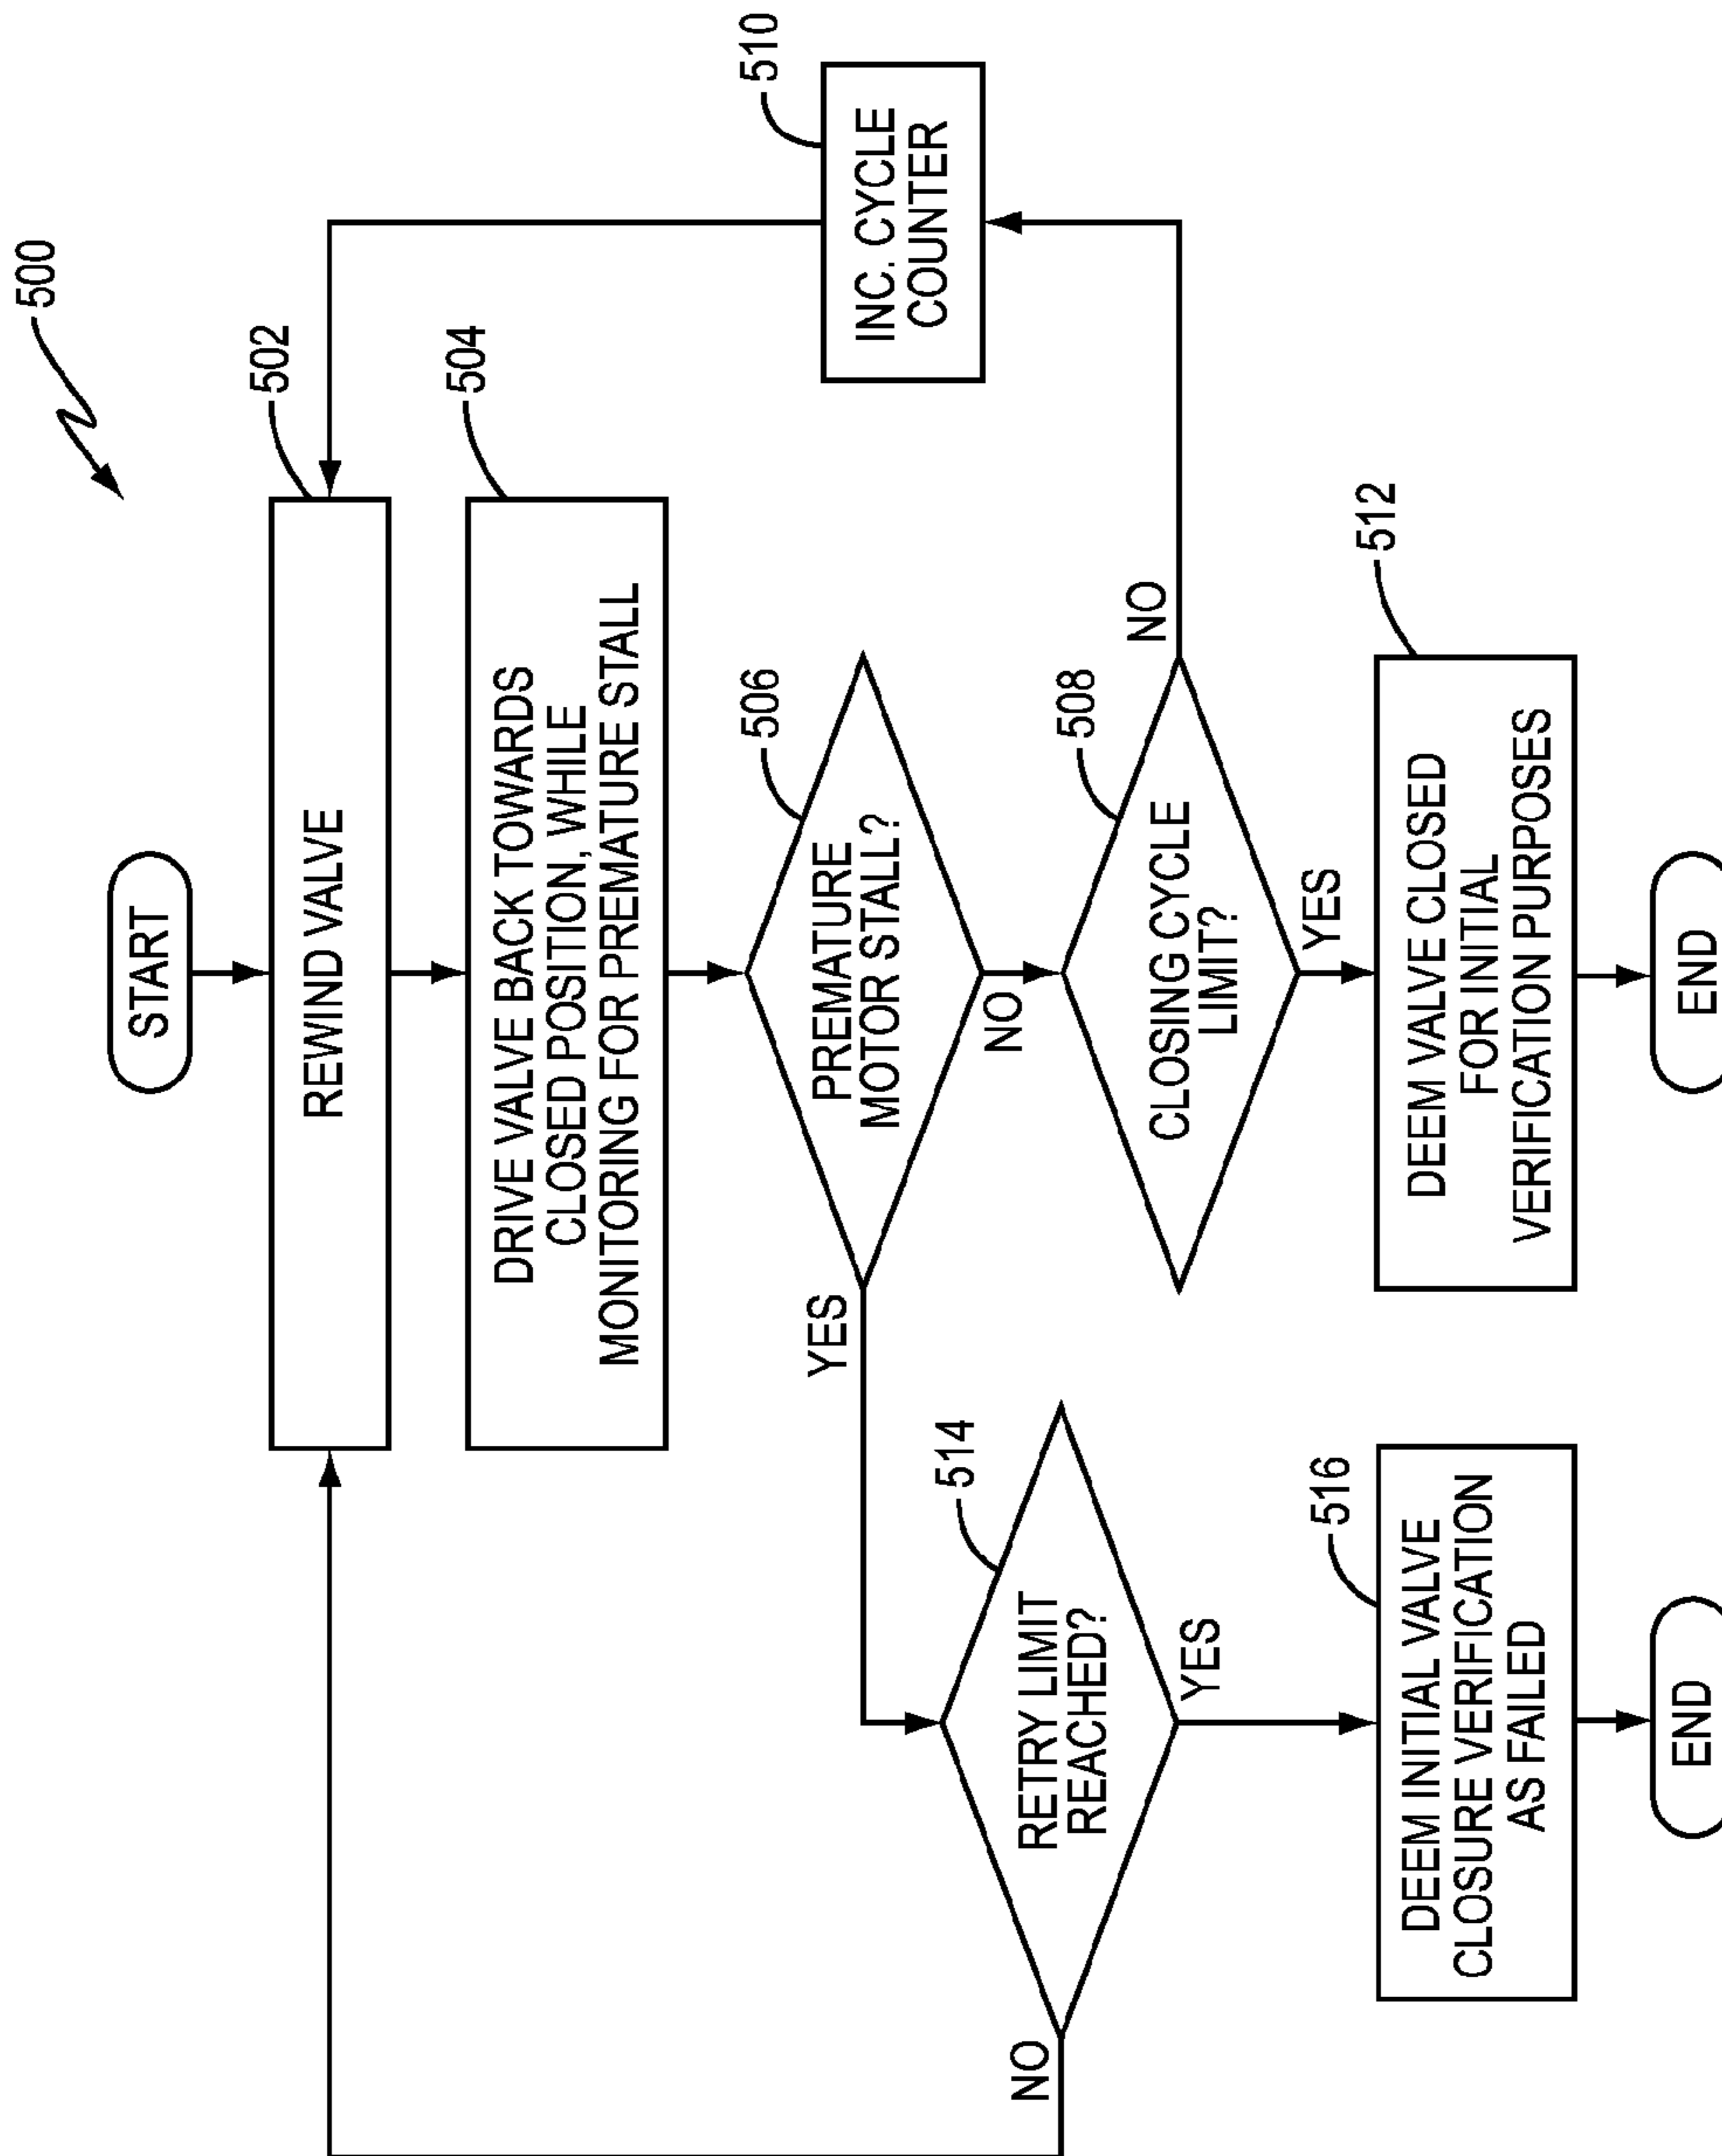 500
START
502
REWIND VALVE
504
DRIVE VALVE BACK TOWARDS
CLOSED POSITION, WHILE
MONITORING FOR PREMATURE STALL
506
PREMATURE
MOTOR STALL?
YES
NO
508
CLOSING CYCLE
LIMIT?
NO
YES
510
INC. CYCLE
COUNTER
512
DEEM VALVE CLOSED
FOR INITIAL
VERIFICATION PURPOSES
END
514
RETRY LIMIT
REACHED?
NO
YES
516
DEEM INITIAL VALVE
CLOSURE VERIFICATION
AS FAILED
END